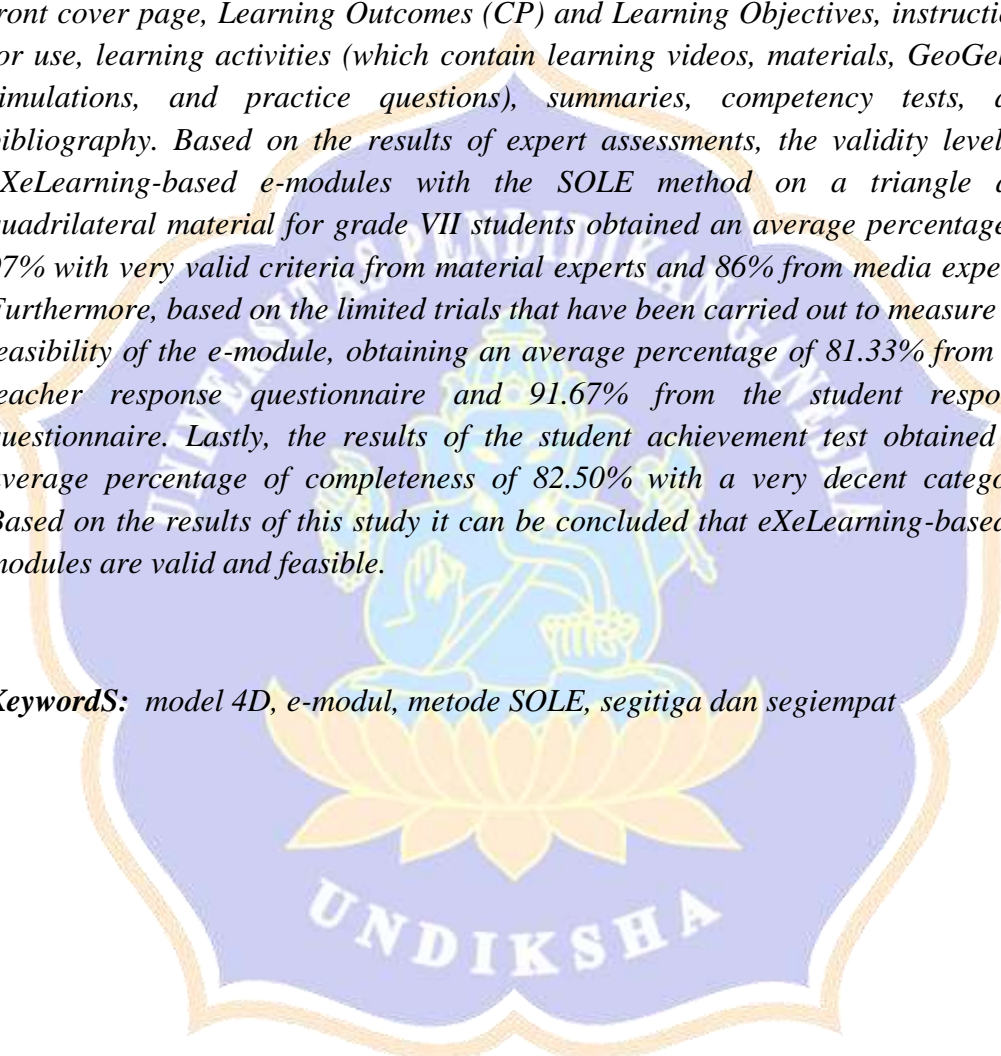 ront cover page, Learning Outcomes (CP) and Learning Objectives, instructio
or use, learning activities (which contain learning videos, materials, GeoGe
imulations, and practice questions), summaries, competency tests, a
ibliography. Based on the results of expert assessments, the validity level
XeLearning-based e-modules with the SOLE method on a triangle a
uadrilateral material for grade VII students obtained an average percentage
97% with very valid criteria from material experts and 86% from media expe
Furthermore, based on the limited trials that have been carried out to measure
easibility of the e-module, obtaining an average percentage of 81.33% from
eacher response questionnaire and 91.67% from the student respo
uestionnaire. Lastly, the results of the student achievement test obtained
verage percentage of completeness of 82.50% with a very decent catego
Based on the results of this study it can be concluded that eXeLearning-based
modules are valid and feasible.
KeywordS: model 4D, e-modul, metode SOLE, segitiga dan segiempat
UNIVERSITAS PENDIDIKAN GANESHA
UNDIKSHA